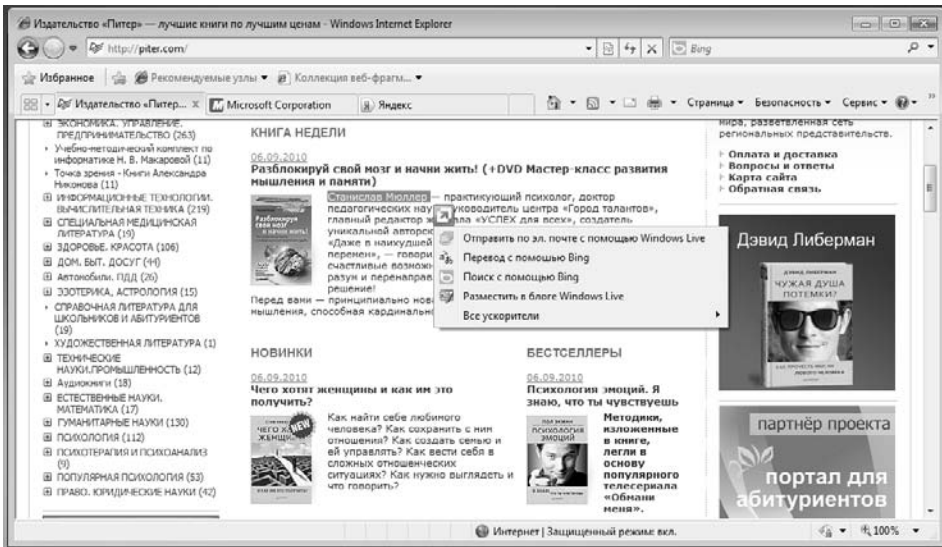 Издательство «Питер» — лучшие книги по лучшим ценам - Windows Internet Explorer
http://piter.com/
Bing
Избранное
Рекомендуемые узлы
Коллекция веб-фрагм...
Издательство «Питер...
Microsoft Corporation
Яндекс
Страница
Безопасность
Сервис
ЭКОНОМИКА. УПРАВЛЕНИЕ.
ПРЕДПРИНИМАТЕЛЬСТВО (263)
Учебно-методический комплект по
информатике Н. В. Макаровой (11)
Точка зрения - Книги Александра
Никонова (11)
ИНФОРМАЦИОННЫЕ ТЕХНОЛОГИИ.
ВЫЧИСЛИТЕЛЬНАЯ ТЕХНИКА (219)
СПЕЦИАЛЬНАЯ МЕДИЦИНСКАЯ
ЛИТЕРАТУРА (19)
ЗДОРОВЬЕ. КРАСОТА (106)
ДОМ. БЫТ. ДОСУГ (44)
Автомобили. ПДД (26)
ЭЗОТЕРИКА, АСТРОЛОГИЯ (15)
СПРАВОЧНАЯ ЛИТЕРАТУРА ДЛЯ
ШКОЛЬНИКОВ И АБИТУРИЕНТОВ
(19)
ХУДОЖЕСТВЕННАЯ ЛИТЕРАТУРА (1)
ТЕХНИЧЕСКИЕ
НАУКИ.ПРОМЫШЛЕННОСТЬ (12)
Аудиокниги (18)
ЕСТЕСТВЕННЫЕ НАУКИ.
МАТЕМАТИКА (17)
ГУМАНИТАРНЫЕ НАУКИ (130)
ПСИХОЛОГИЯ (112)
ПСИХОТЕРАПИЯ И ПСИХОАНАЛИЗ
(9)
ПОПУЛЯРНАЯ ПСИХОЛОГИЯ (53)
ПРАВО. ЮРИДИЧЕСКИЕ НАУКИ (42)
КНИГА НЕДЕЛИ
06.09.2010
Разблокируй свой мозг и начни жить! (+DVD Мастер-класс развития
мышления и памяти)
Станислав Мюллер — практикующий психолог, доктор
педагогических нау уководитель центра «Город талантов»,
главный редактор ж ла «УСПЕХ для всех», создатель
уникальной авторск
«Даже в наихудшей
перемен», — говори
счастливые возможн
разум и перенаправ
решение!
Перед вами — принципиально нова
мышления, способная кардинально
Отправить по эл. почте с помощью Windows Live
Перевод с помощью Bing
Поиск с помощью Bing
Разместить в блоге Windows Live
Все ускорители
НОВИНКИ
06.09.2010
Чего хотят женщины и как им это
получить?
NEW
Как найти себе любимого
человека? Как сохранить с ним
отношения? Как создать семью и
ей управлять? Как вести себя в
сложных отношенческих
ситуациях? Как нужно выглядеть и
что говорить?
БЕСТСЕЛЛЕРЫ
06.09.2010
Психология эмоций. Я
знаю, что ты чувствуешь
ПСИХОЛОГИЯ
ЭМОЦИЙ
Методики,
изложенные
в книге,
легли в
основу
популярного
телесериала
«Обмани
меня».
мира, разветвленная сеть
региональных представительств.
Оплата и доставка
Вопросы и ответы
Карта сайта
Обратная связь
Дэвид Либерман
ДЭВИД ЛИБЕРМАН
ЧУЖАЯ ДУША
ПОТЕМКИ?
партнёр проекта
портал для
абитуриентов
Интернет | Защищенный режим: вкл.
100%